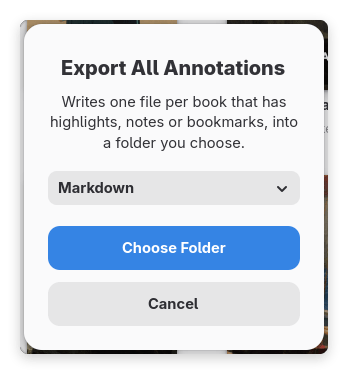 Export All Annotations
Writes one file per book that has
highlights, notes or bookmarks, into
a folder you choose.
Markdown
Choose Folder
Cancel